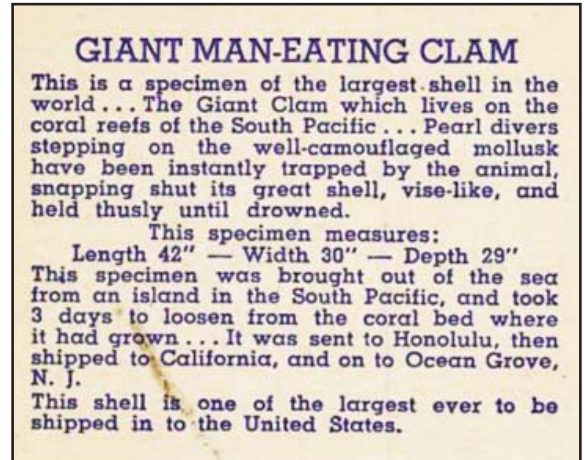 GIANT MAN-EATING CLAM
This is a specimen of the largest shell in the
world ... The Giant Clam which lives on the
coral reefs of the South Pacific ... Pearl divers
stepping on the well-camouflaged mollusk
have been instantly trapped by the animal,
snapping shut its great shell, vise-like, and
held thusly until drowned.
This specimen measures:
Length 42" — Width 30" — Depth 29"
This specimen was brought out of the sea
from an island in the South Pacific, and took
3 days to loosen from the coral bed where
it had grown ... It was sent to Honolulu, then
shipped to California, and on to Ocean Grove,
N. J.
This shell is one of the largest ever to be
shipped in to the United States.